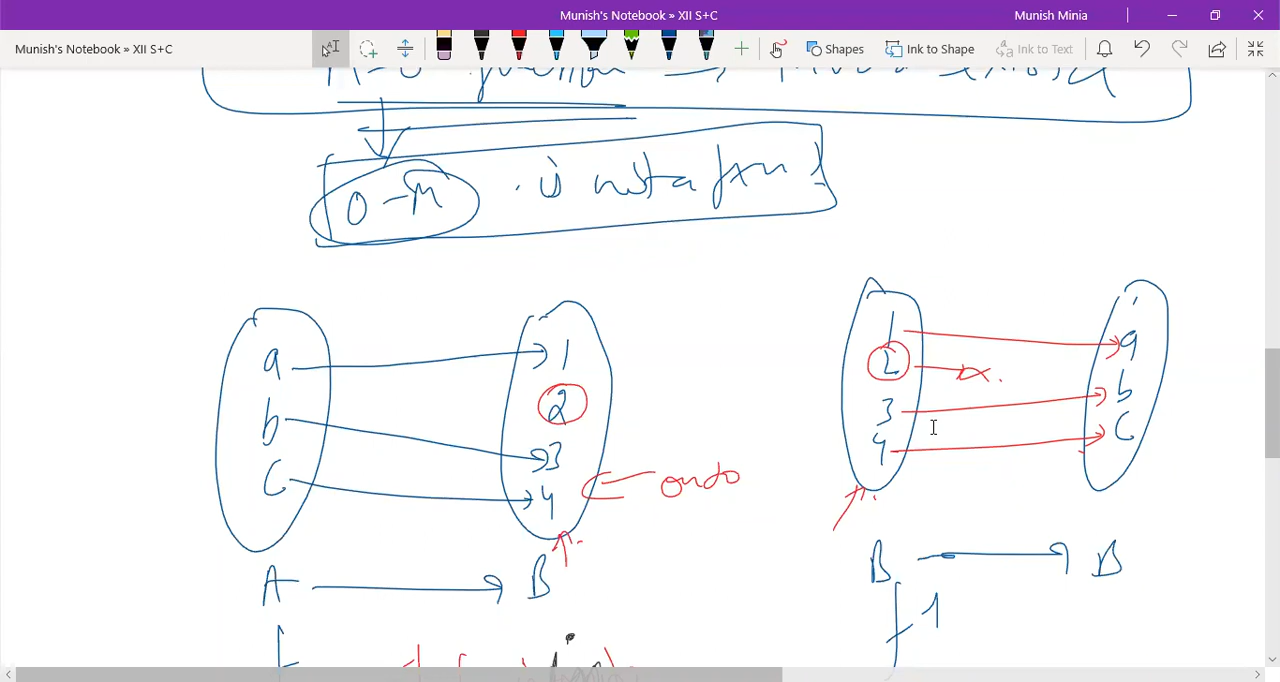 Munish's Notebook » XII S+C
Munish Minia
Munish's Notebook » XII S+C
Shapes
Ink to Shape
Ink to Text
function
O-M is not a fxn!
a
b
c
1
2
3
4
onto
1
2
3
4
a
b
c
A → B
B → B
f
f-1